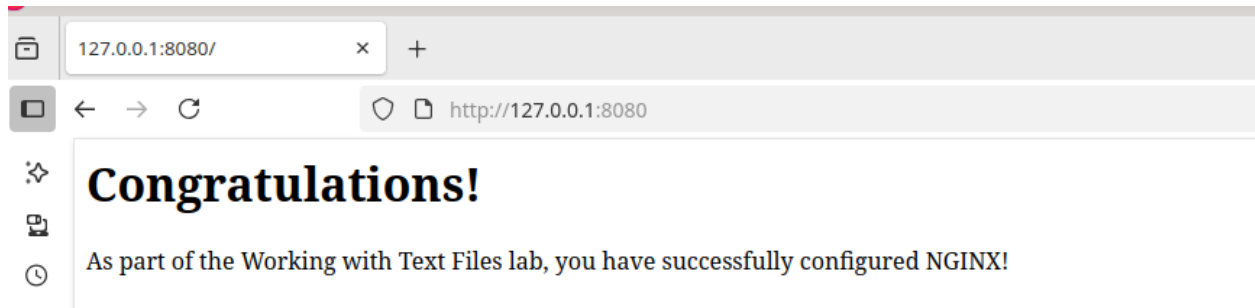 127.0.0.1:8080/
http://127.0.0.1:8080
Congratulations!
As part of the Working with Text Files lab, you have successfully configured NGINX!